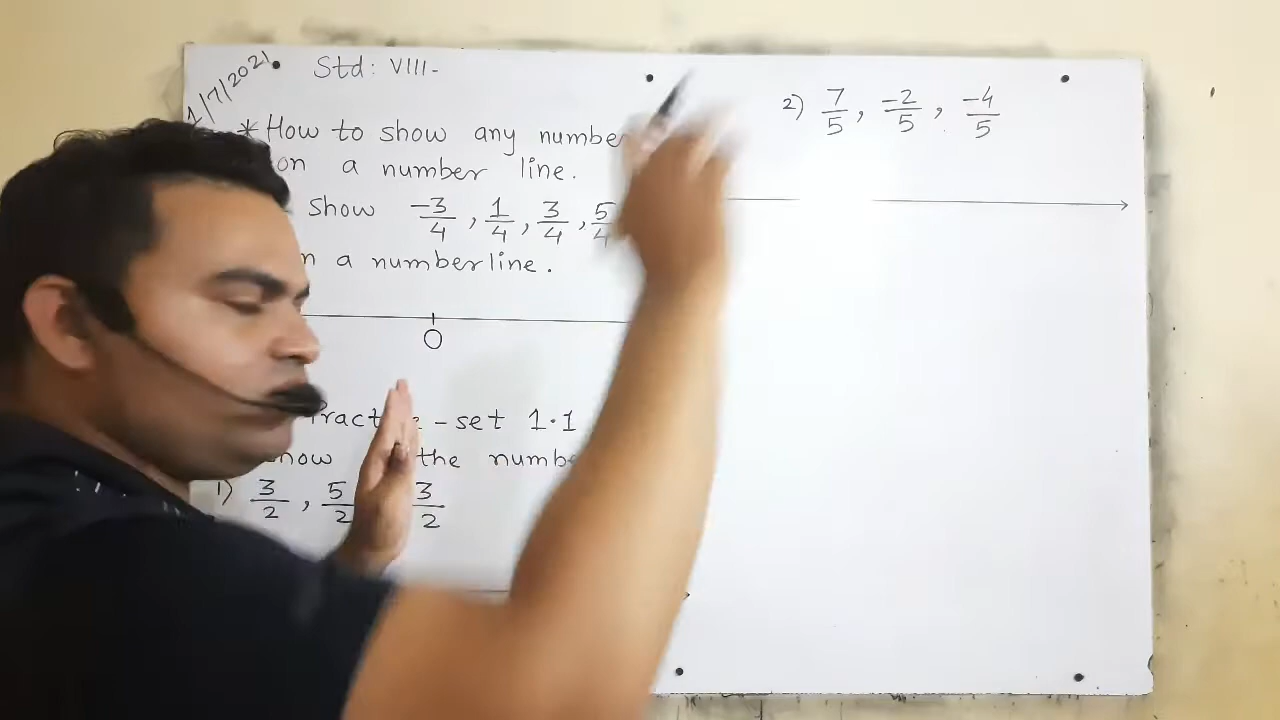 1/7/2021
Std: VIII-
*How to show any number
on a number line.
show -3/4, 1/4, 3/4, 5/4
a numberline.
0
set 1.1
the
1) 3/2, 5/2 3/2
2) 7/5, -2/5, -4/5